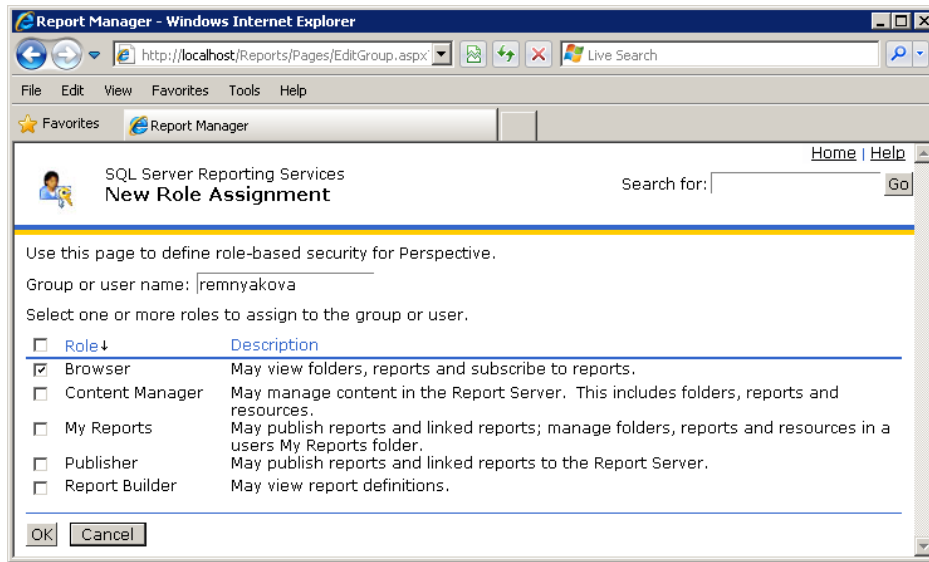 Report Manager - Windows Internet Explorer
http://localhost/Reports/Pages/EditGroup.aspx
Live Search
File Edit View Favorites Tools Help
Favorites
Report Manager
Home | Help
SQL Server Reporting Services
New Role Assignment
Search for:
Go
Use this page to define role-based security for Perspective.
Group or user name: remnyakova
Select one or more roles to assign to the group or user.
Role↓ Description
Browser May view folders, reports and subscribe to reports.
Content Manager May manage content in the Report Server. This includes folders, reports and
resources.
My Reports May publish reports and linked reports; manage folders, reports and resources in a
users My Reports folder.
Publisher May publish reports and linked reports to the Report Server.
Report Builder May view report definitions.
OK Cancel